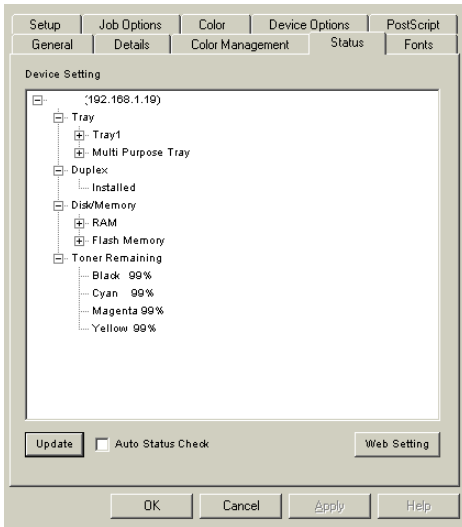 Setup Job Options Color Device Options PostScript
General Details Color Management Status Fonts
Device Setting
(192.168.1.19)
Tray
Tray1
Multi Purpose Tray
Duplex
Installed
Disk/Memory
RAM
Flash Memory
Toner Remaining
Black 99%
Cyan 99%
Magenta 99%
Yellow 99%
Update Auto Status Check Web Setting
OK Cancel Apply Help